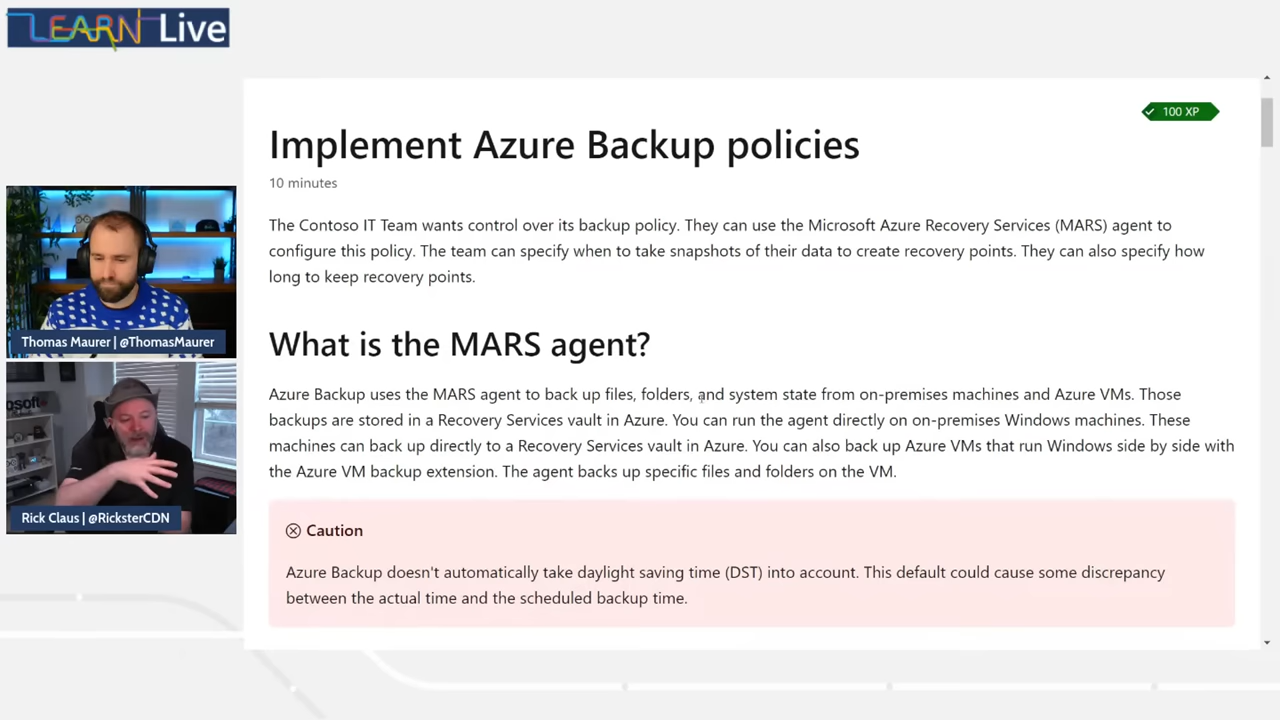 LEARN Live
100 XP
Implement Azure Backup policies
10 minutes
The Contoso IT Team wants control over its backup policy. They can use the Microsoft Azure Recovery Services (MARS) agent to
configure this policy. The team can specify when to take snapshots of their data to create recovery points. They can also specify how
long to keep recovery points.
What is the MARS agent?
Azure Backup uses the MARS agent to back up files, folders, and system state from on-premises machines and Azure VMs. Those
backups are stored in a Recovery Services vault in Azure. You can run the agent directly on on-premises Windows machines. These
machines can back up directly to a Recovery Services vault in Azure. You can also back up Azure VMs that run Windows side by side with
the Azure VM backup extension. The agent backs up specific files and folders on the VM.
Caution
Azure Backup doesn't automatically take daylight saving time (DST) into account. This default could cause some discrepancy
between the actual time and the scheduled backup time.
Thomas Maurer | @ThomasMaurer
Rick Claus | @RicksterCDN